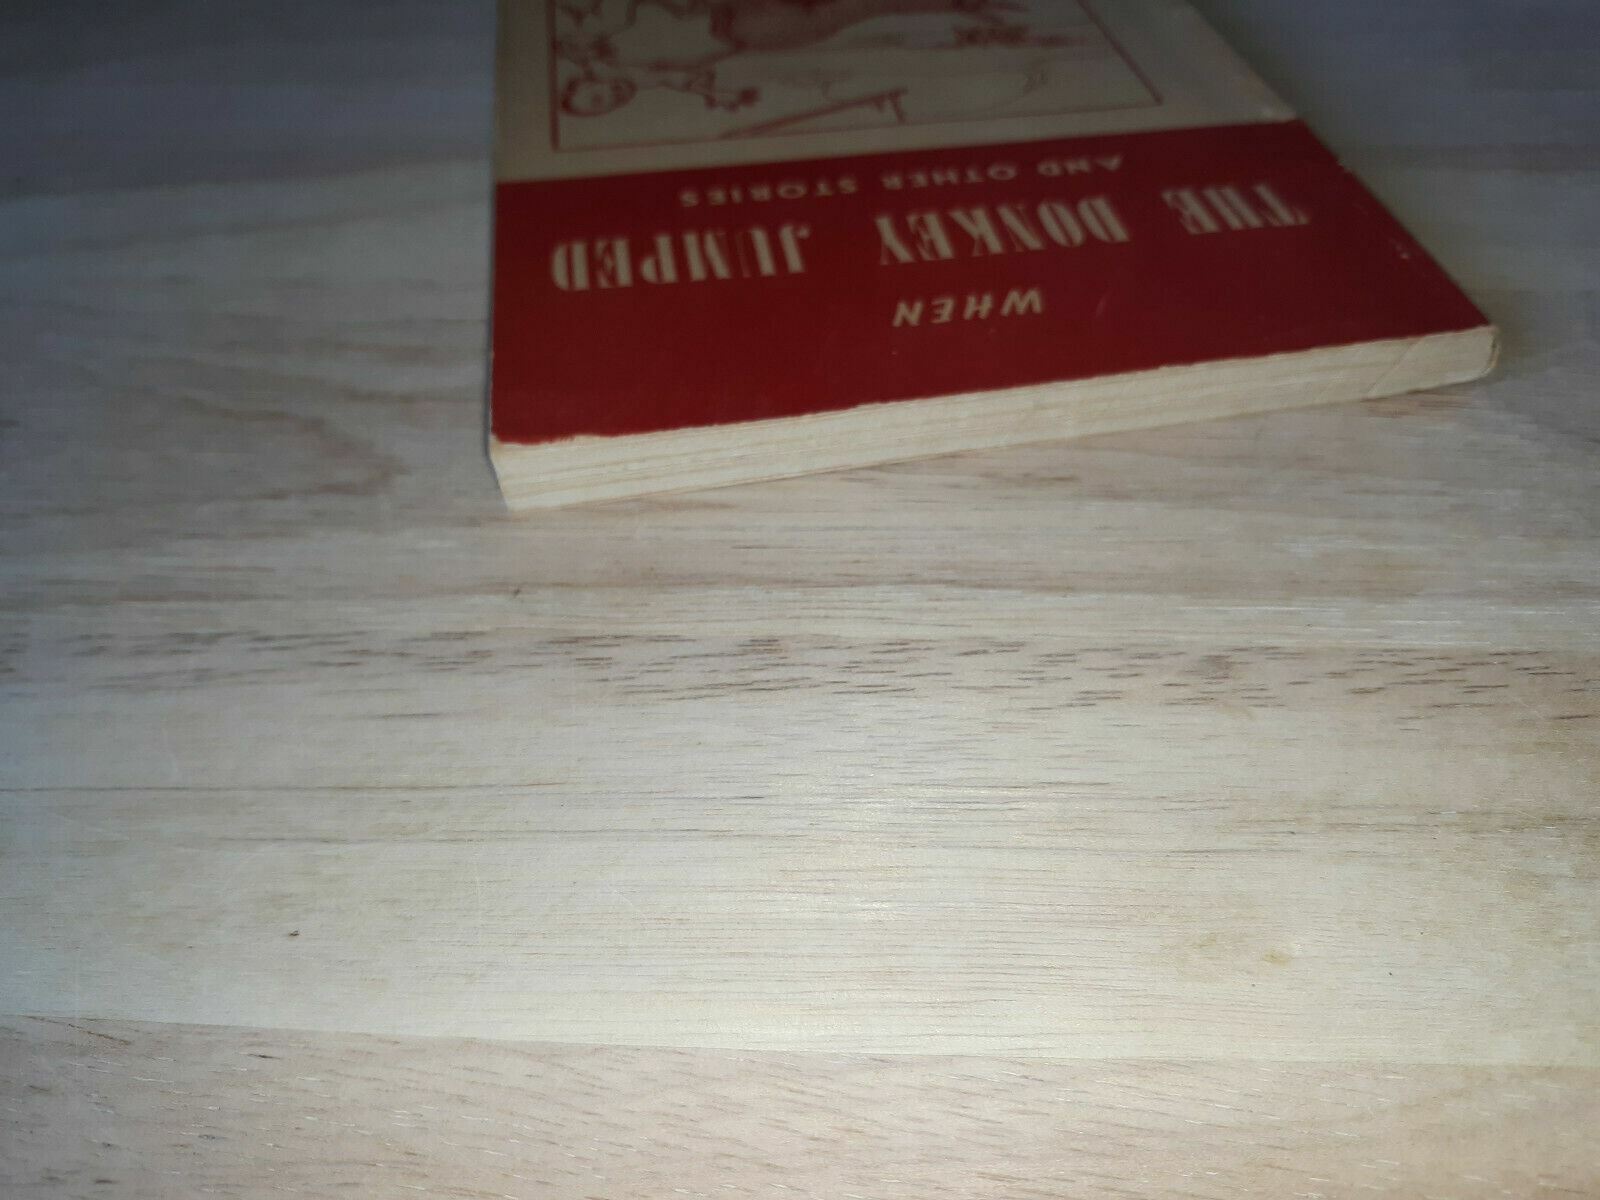 WHEN
THE DONKEY JUMPED
AND OTHER STORIES